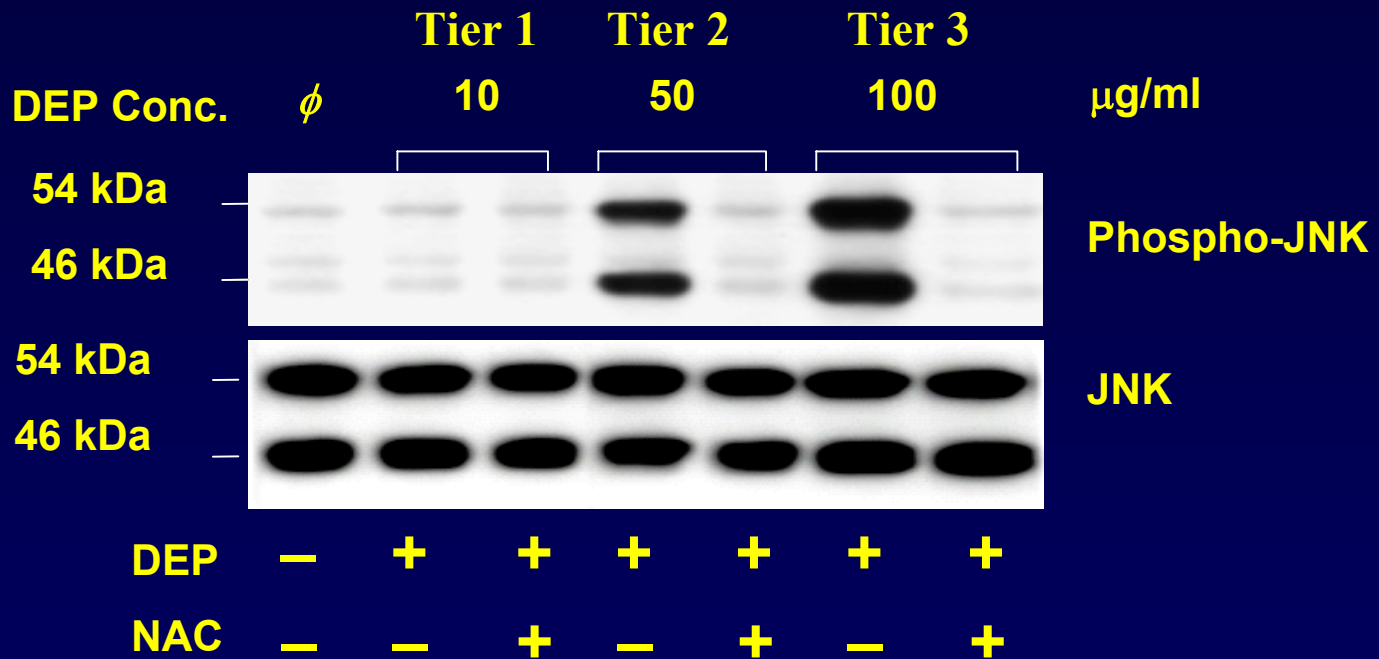 Tier 1 Tier 2 Tier 3
DEP Conc. ϕ 10 50 100 μg/ml
54 kDa
Phospho-JNK
46 kDa
54 kDa
JNK
46 kDa
DEP – + + + + + +
NAC – – + – + – +